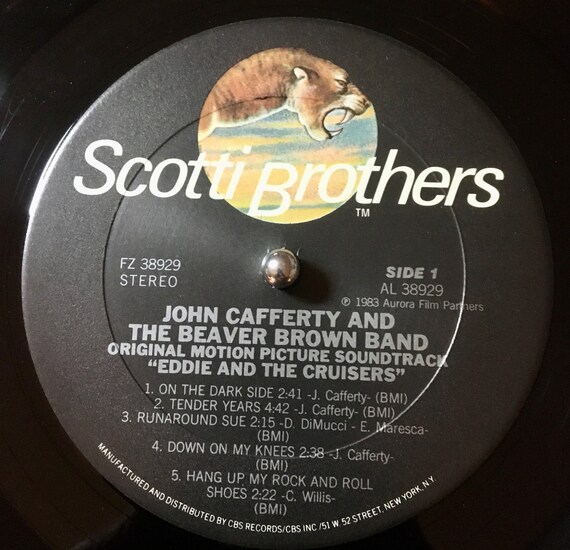 Scotti Brothers
TM
FZ 38929
STEREO
SIDE 1
AL 38929
℗ 1983 Aurora Film Partners
JOHN CAFFERTY AND
THE BEAVER BROWN BAND
ORIGINAL MOTION PICTURE SOUNDTRACK
"EDDIE AND THE CRUISERS"
1. ON THE DARK SIDE 2:41 -J. Cafferty- (BMI)
2. TENDER YEARS 4:42 -J. Cafferty- (BMI)
3. RUNAROUND SUE 2:15 -D. DiMucci - E. Maresca-
(BMI)
4. DOWN ON MY KNEES 2:38 -J. Cafferty-
(BMI)
5. HANG UP MY ROCK AND ROLL
SHOES 2:22 -C. Willis-
(BMI)
MANUFACTURED AND DISTRIBUTED BY CBS RECORDS/CBS INC /51 W. 52 STREET, NEW YORK, N.Y.